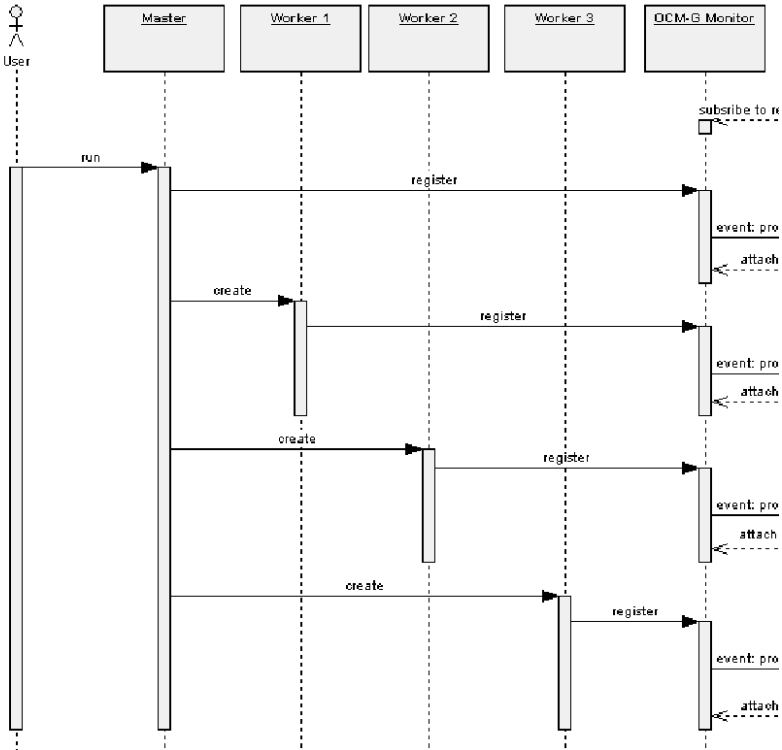 Master Worker 1 Worker 2 Worker 3 OCM-G Monitor
User
subsribe to re
run
register
event: pro
attach
create
register
event: pro
attach
create
register
event: pro
attach
create
register
event: pro
attach